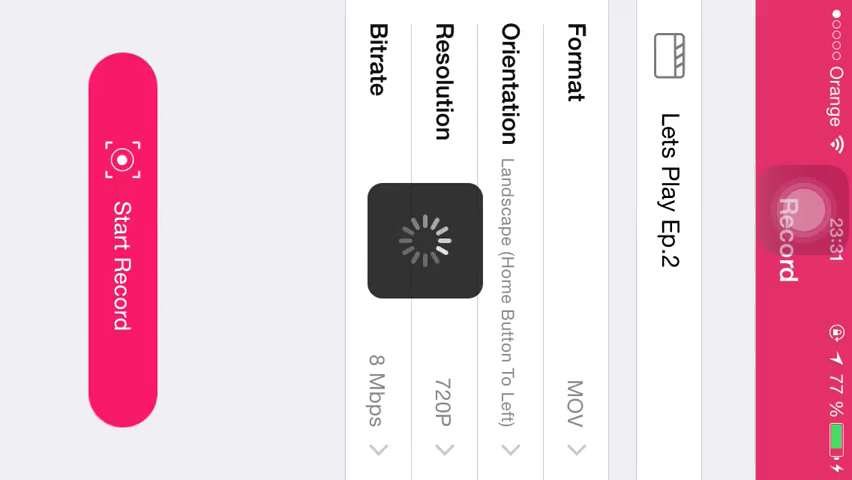 Orange 23:31 77 %
Record
Lets Play Ep.2
Format MOV
Orientation Landscape (Home Button To Left)
Resolution 720P
Bitrate 8 Mbps
Start Record